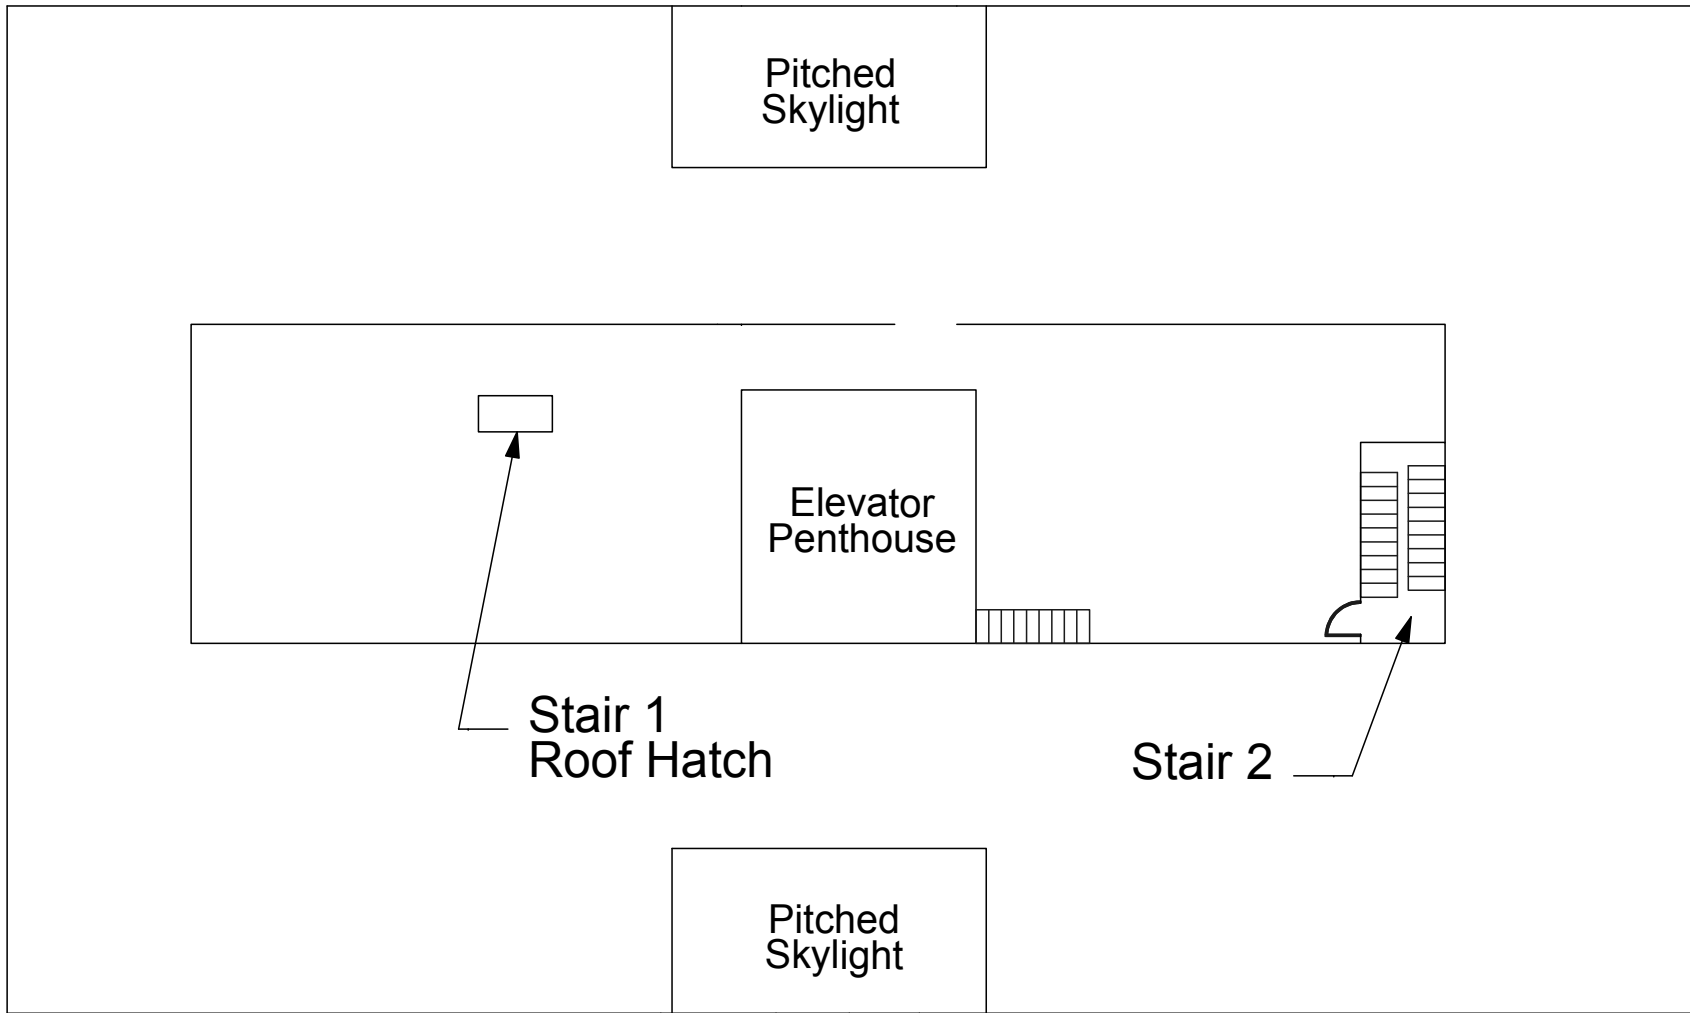 Pitched
Skylight
Elevator
Penthouse
Stair 1
Roof Hatch
Stair 2
Pitched
Skylight